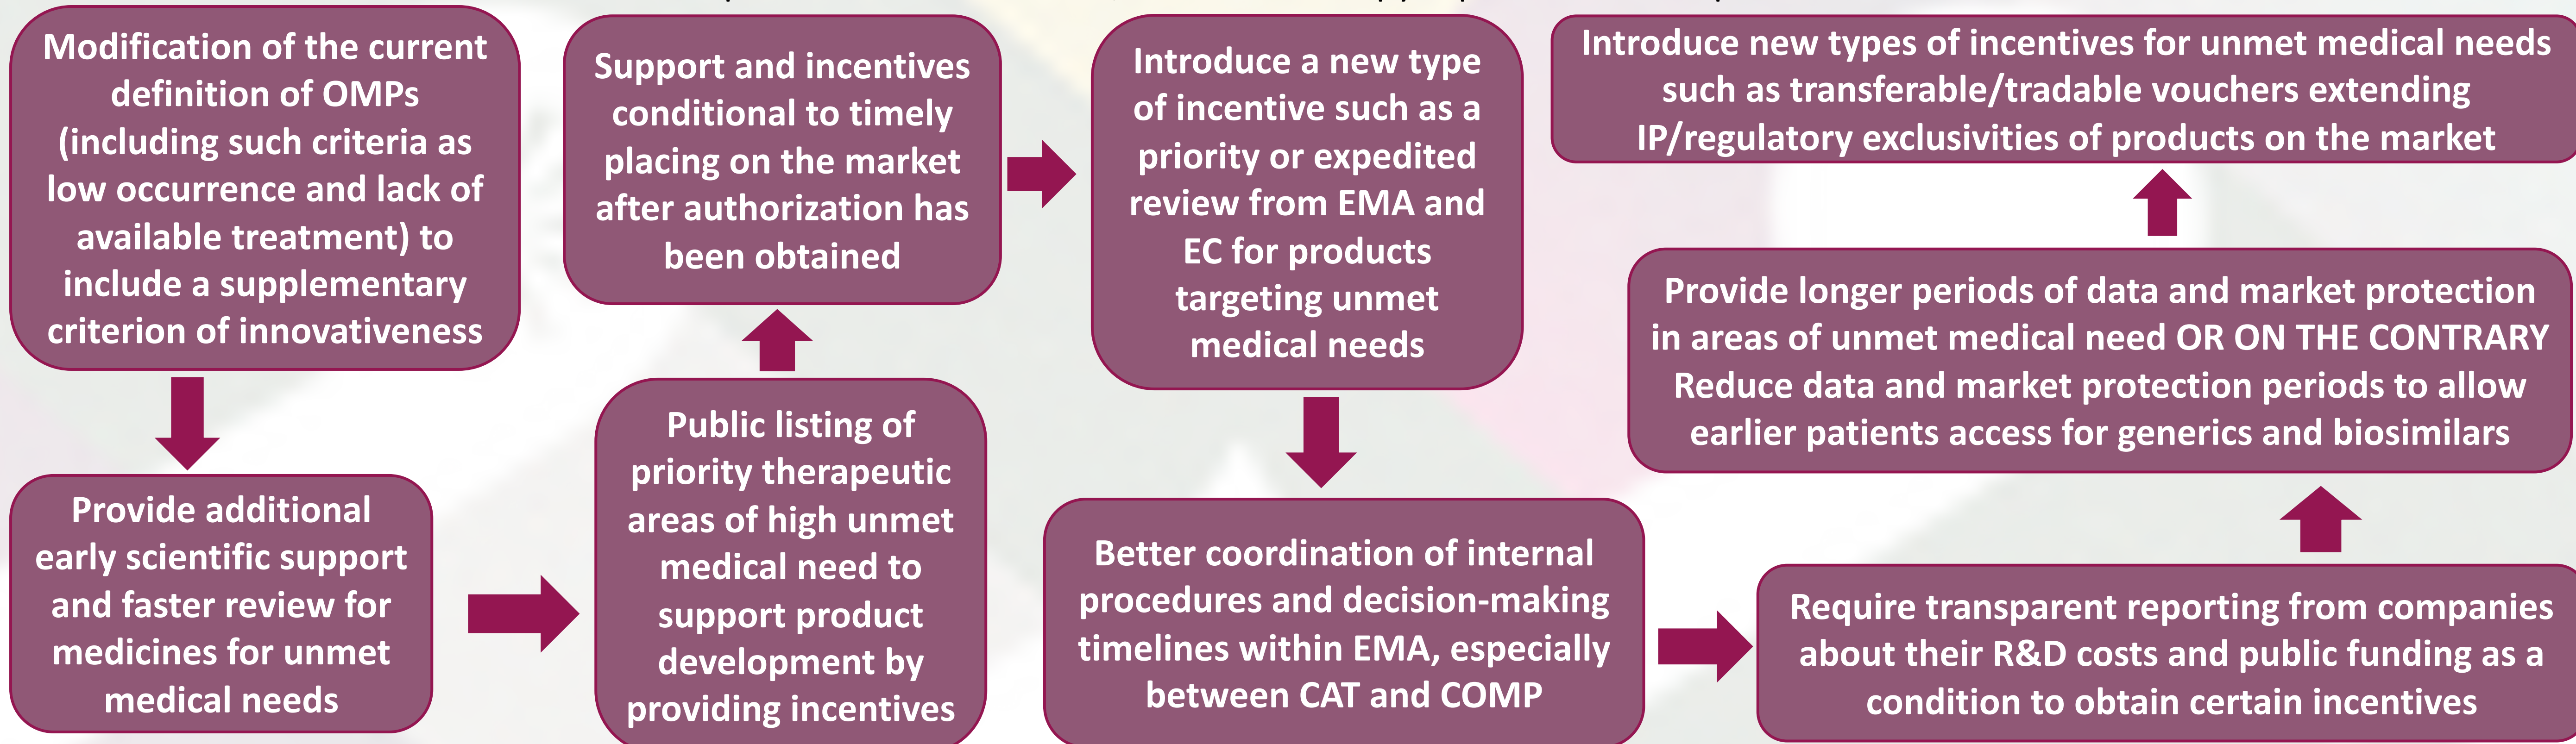 Modification of the current
definition of OMPs
(including such criteria as
low occurrence and lack of
available treatment) to
include a supplementary
criterion of innovativeness
Provide additional
early scientific support
and faster review for
medicines for unmet
medical needs
Public listing of
priority therapeutic
areas of high unmet
medical need to
support product
development by
providing incentives
Support and incentives
conditional to timely
placing on the market
after authorization has
been obtained
Introduce a new type
of incentive such as a
priority or expedited
review from EMA and
EC for products
targeting unmet
medical needs
Better coordination of internal
procedures and decision-making
timelines within EMA, especially
between CAT and COMP
Require transparent reporting from companies
about their R&D costs and public funding as a
condition to obtain certain incentives
Provide longer periods of data and market protection
in areas of unmet medical need OR ON THE CONTRARY
Reduce data and market protection periods to allow
earlier patients access for generics and biosimilars
Introduce new types of incentives for unmet medical needs
such as transferable/tradable vouchers extending
IP/regulatory exclusivities of products on the market